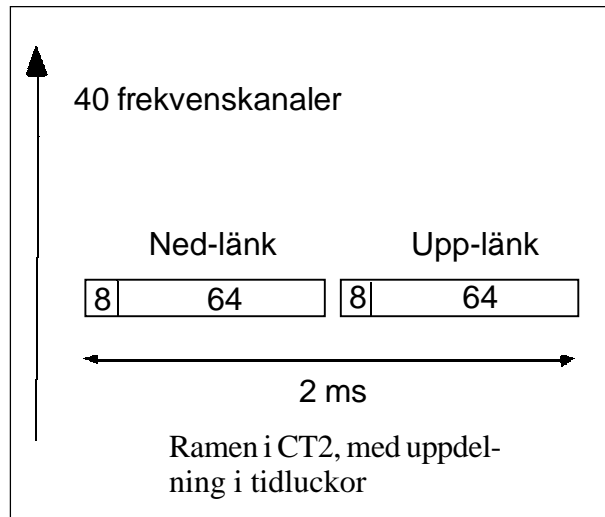 40 frekvenskanaler
Ned-länk Upp-länk
8 64 8 64
2 ms
Ramen i CT2, med uppdel-
ning i tidluckor